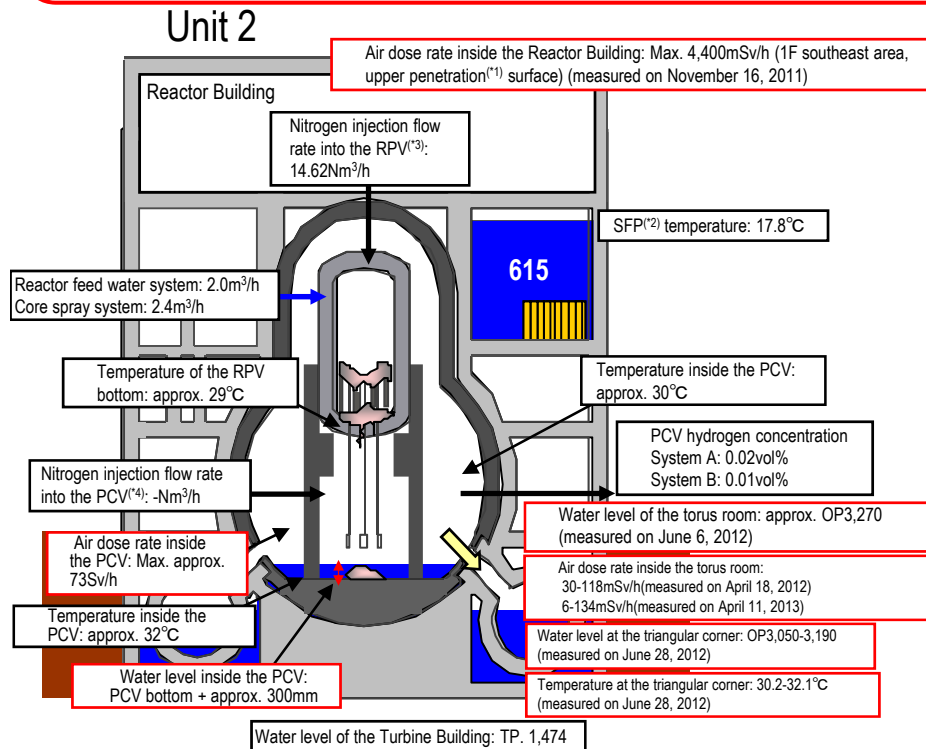 Unit 2
Air dose rate inside the Reactor Building: Max. 4,400mSv/h (1F southeast area,
upper penetration(*1) surface) (measured on November 16, 2011)
Reactor Building
Nitrogen injection flow
rate into the RPV(*3):
14.62Nm3/h
SFP(*2) temperature: 17.8℃
615
Reactor feed water system: 2.0m3/h
Core spray system: 2.4m3/h
Temperature of the RPV
bottom: approx. 29℃
Temperature inside the PCV:
approx. 30℃
PCV hydrogen concentration
System A: 0.02vol%
System B: 0.01vol%
Nitrogen injection flow rate
into the PCV(*4): -Nm3/h
Water level of the torus room: approx. OP3,270
(measured on June 6, 2012)
Air dose rate inside
the PCV: Max. approx.
73Sv/h
Air dose rate inside the torus room:
30-118mSv/h(measured on April 18, 2012)
6-134mSv/h(measured on April 11, 2013)
Temperature inside the
PCV: approx. 32℃
Water level at the triangular corner: OP3,050-3,190
(measured on June 28, 2012)
Water level inside the PCV:
PCV bottom + approx. 300mm
Temperature at the triangular corner: 30.2-32.1℃
(measured on June 28, 2012)
Water level of the Turbine Building: TP. 1,474